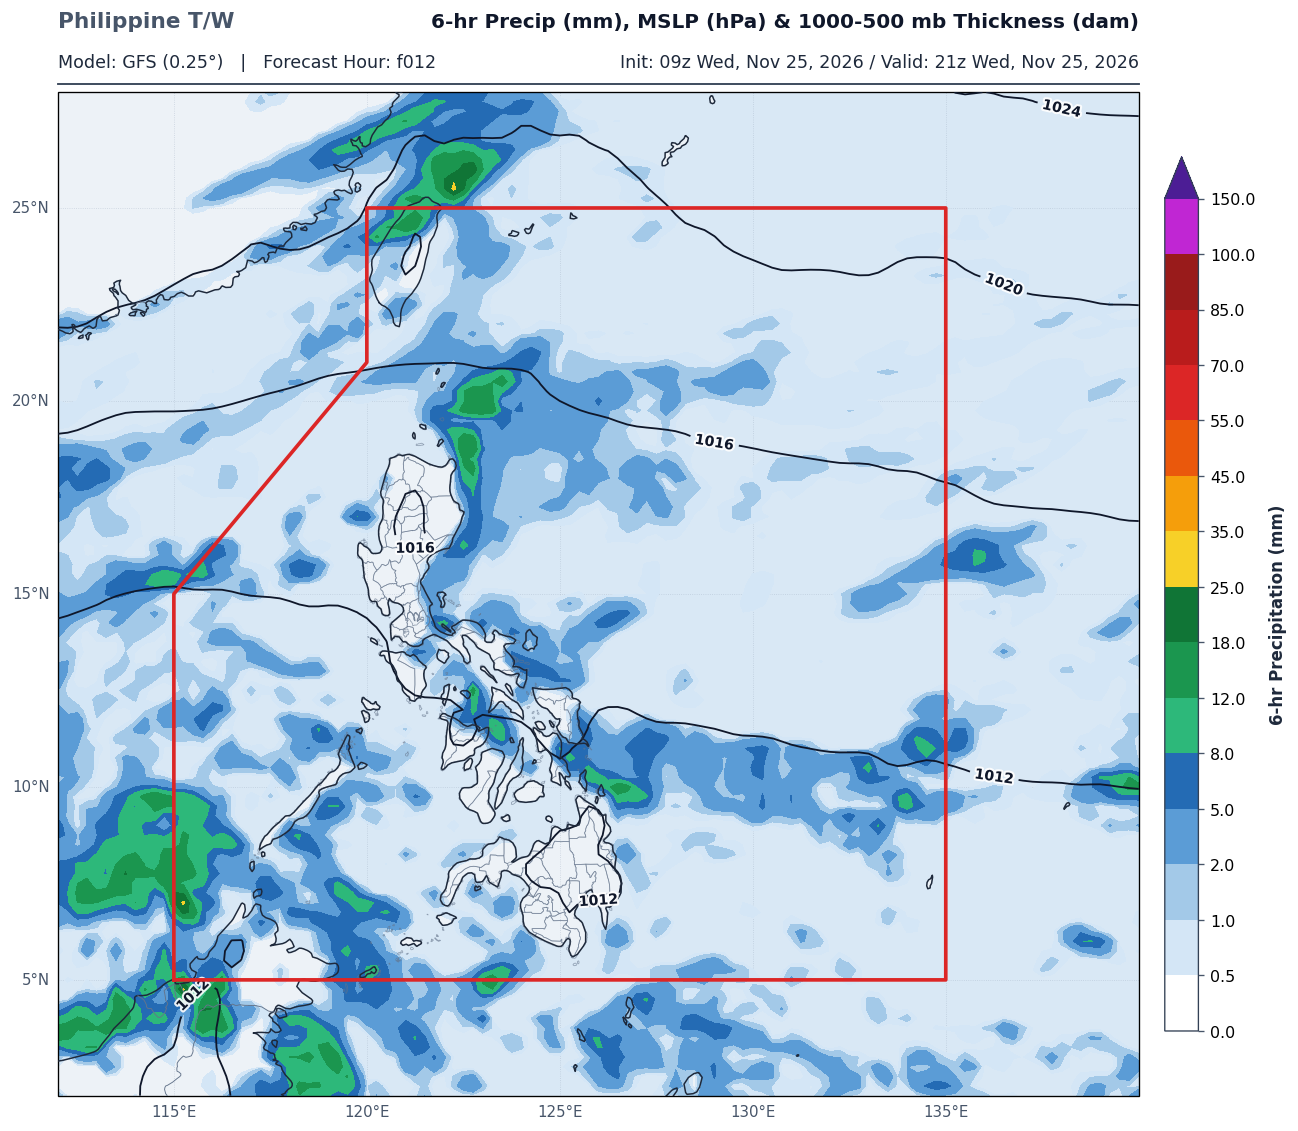 Philippine T/W
6-hr Precip (mm), MSLP (hPa) & 1000-500 mb Thickness (dam)
Model: GFS (0.25°) | Forecast Hour: f012
Init: 09z Wed, Nov 25, 2026 / Valid: 21z Wed, Nov 25, 2026
1024
1020
1016
1016
1012
1012
1012
25°N
20°N
15°N
10°N
5°N
115°E
120°E
125°E
130°E
135°E
150.0
100.0
85.0
70.0
55.0
45.0
35.0
25.0
18.0
12.0
8.0
5.0
2.0
1.0
0.5
0.0
6-hr Precipitation (mm)